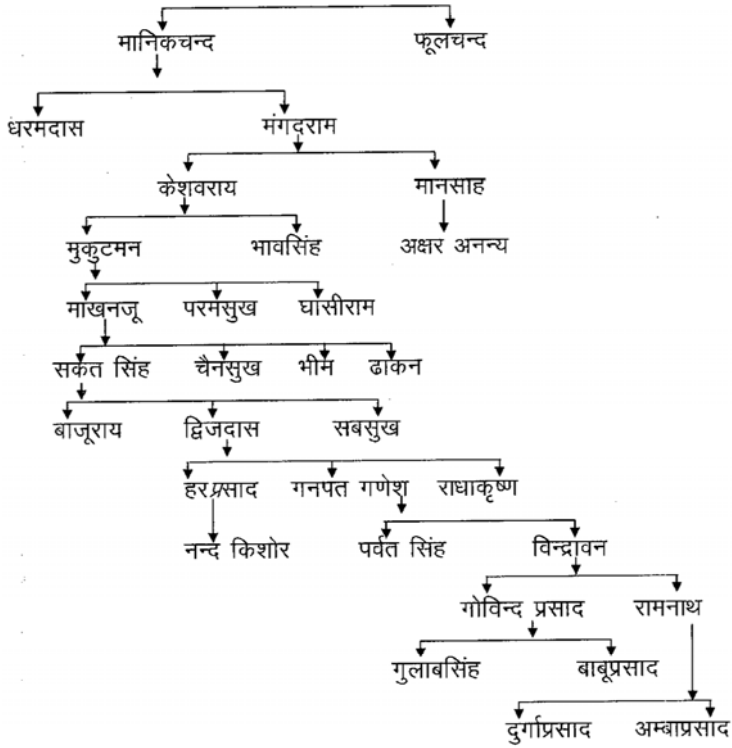 मानिकचन्द फूलचन्द
धरमदास मंगदराम
केशवराय मानसाह
मुकुटमन भावसिंह अक्षर अनन्य
माखनजू परमसुख घासीराम
सकत सिंह चैनसुख भीम ढाकन
बाजूराय द्विजदास सबसुख
हरप्रसाद गनपत गणेश राधाकृष्ण
नन्द किशोर पर्वत सिंह विन्द्रावन
गोविन्द प्रसाद रामनाथ
गुलाबसिंह बाबूप्रसाद
दुर्गाप्रसाद अम्बाप्रसाद